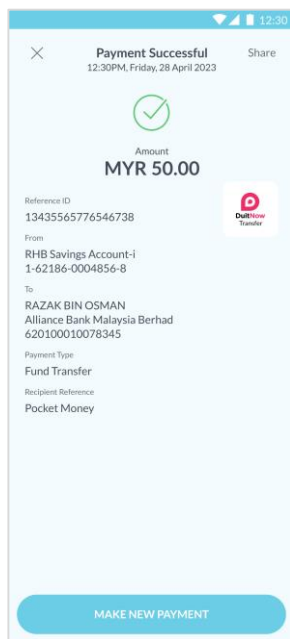 12:30
Payment Successful
Share
12:30PM, Friday, 28 April 2023
Amount
MYR 50.00
Reference ID
13435565776546738
DuitNow
Transfer
From
RHB Savings Account-i
1-62186-0004856-8
To
RAZAK BIN OSMAN
Alliance Bank Malaysia Berhad
620100010078345
Payment Type
Fund Transfer
Recipient Reference
Pocket Money
MAKE NEW PAYMENT